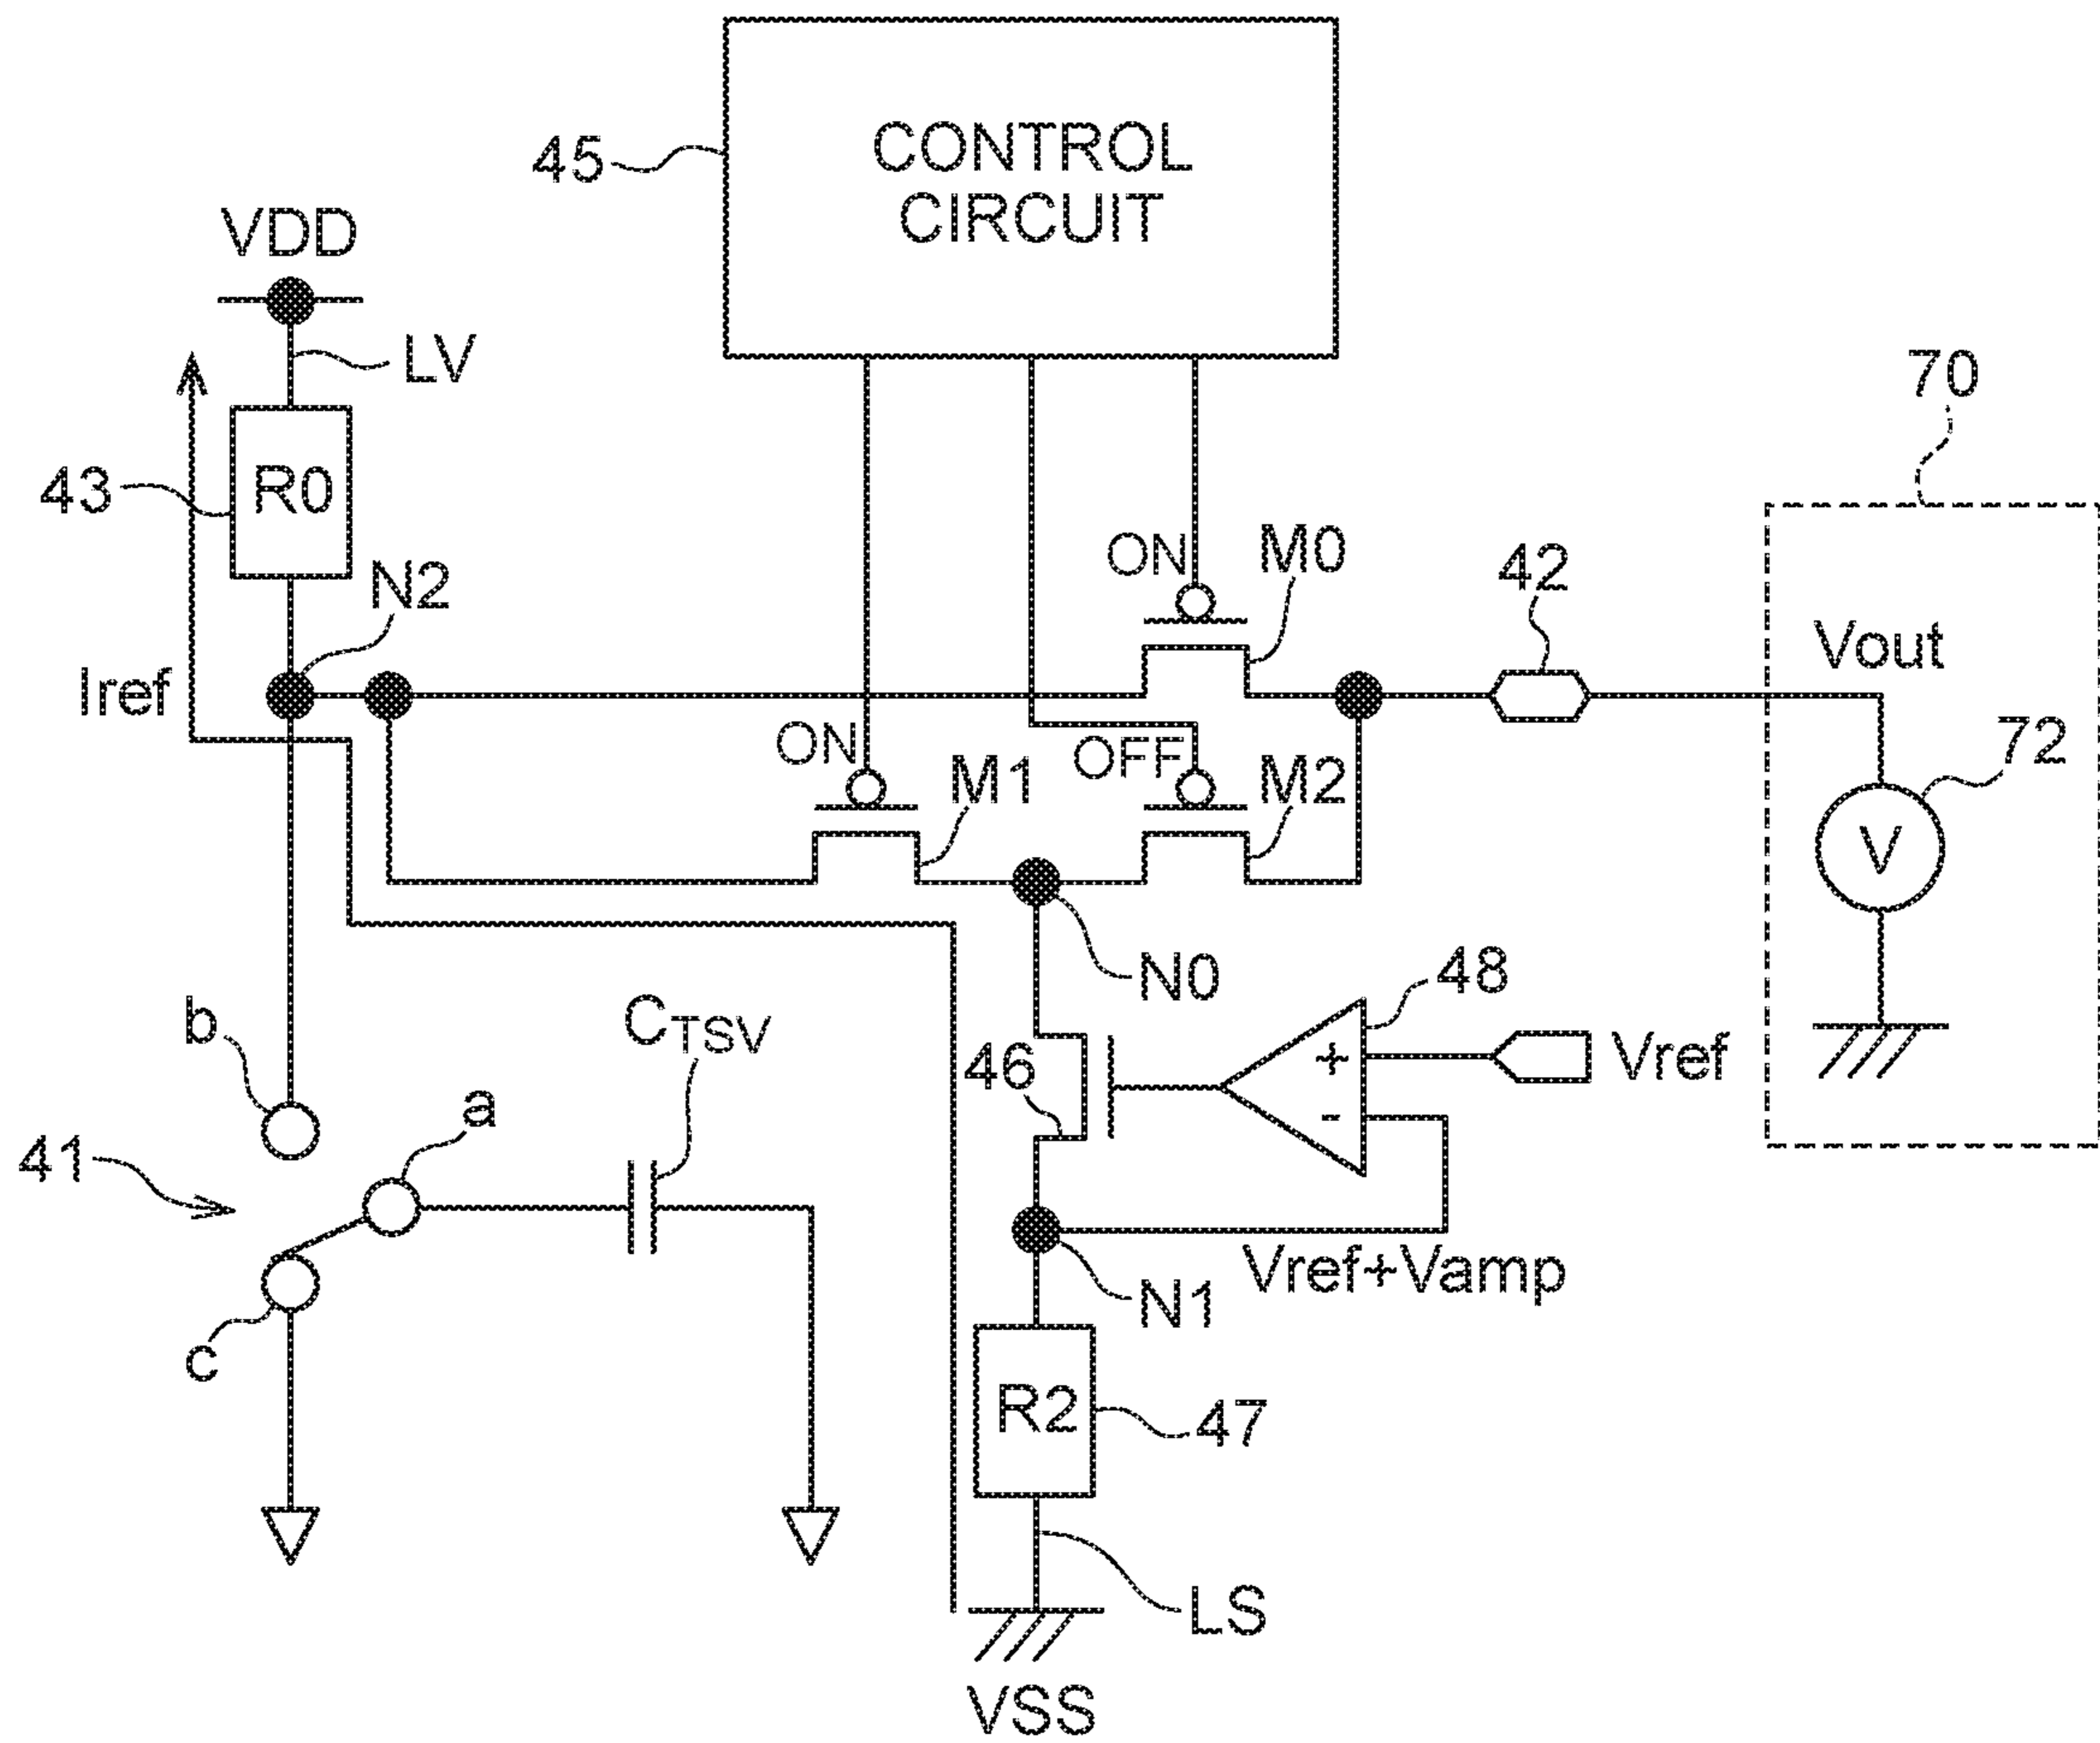 45
CONTROL
CIRCUIT
VDD
LV
70
43
R0
ON
M0
42
N2
Vout
Iref
ON
OFF
72
M1
M2
V
N0
48
b
CTSV
46
+
Vref
a
-
41
Vref+Vamp
N1
c
R2
47
LS
VSS